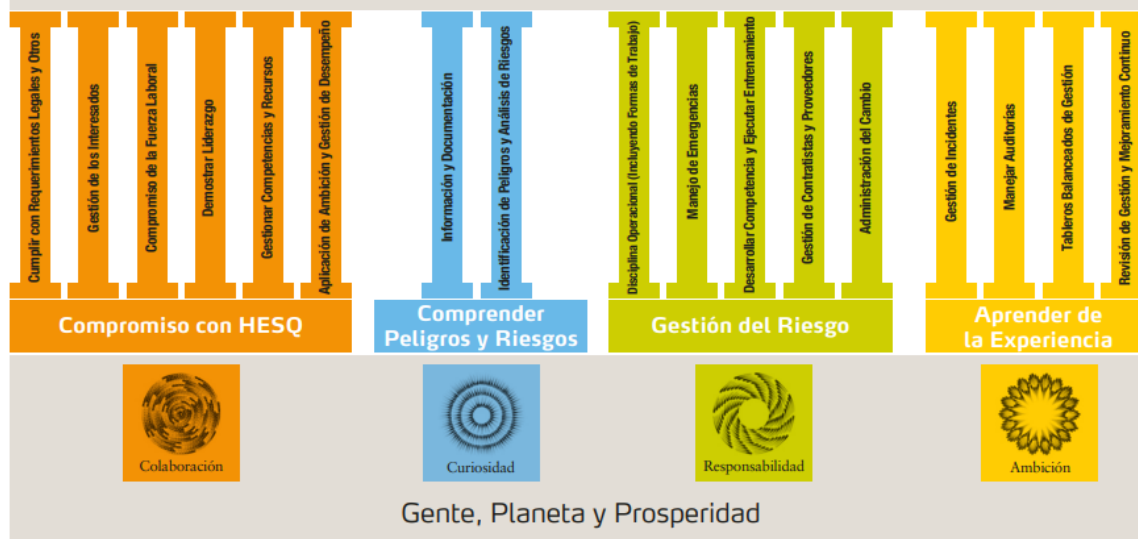 Cumplir con Requerimientos Legales y Otros
Gestión de los Interesados
Compromiso de la Fuerza Laboral
Demostrar Liderazgo
Gestionar Competencias y Recursos
Aplicación de Ambición y Gestión de Desempeño
Compromiso con HESQ
Información y Documentación
Identificación de Peligros y Análisis de Riesgos
Comprender
Peligros y Riesgos
Disciplina Operacional (Incluyendo Formas de Trabajo)
Manejo de Emergencias
Desarrollar Competencia y Ejecutar Entrenamiento
Gestión de Contratistas y Proveedores
Administración del Cambio
Gestión del Riesgo
Gestión de Incidentes
Manejar Auditorías
Tableros Balanceados de Gestión
Revisión de Gestión y Mejoramiento Continuo
Aprender de
la Experiencia
Colaboración
Curiosidad
Responsabilidad
Ambición
Gente, Planeta y Prosperidad